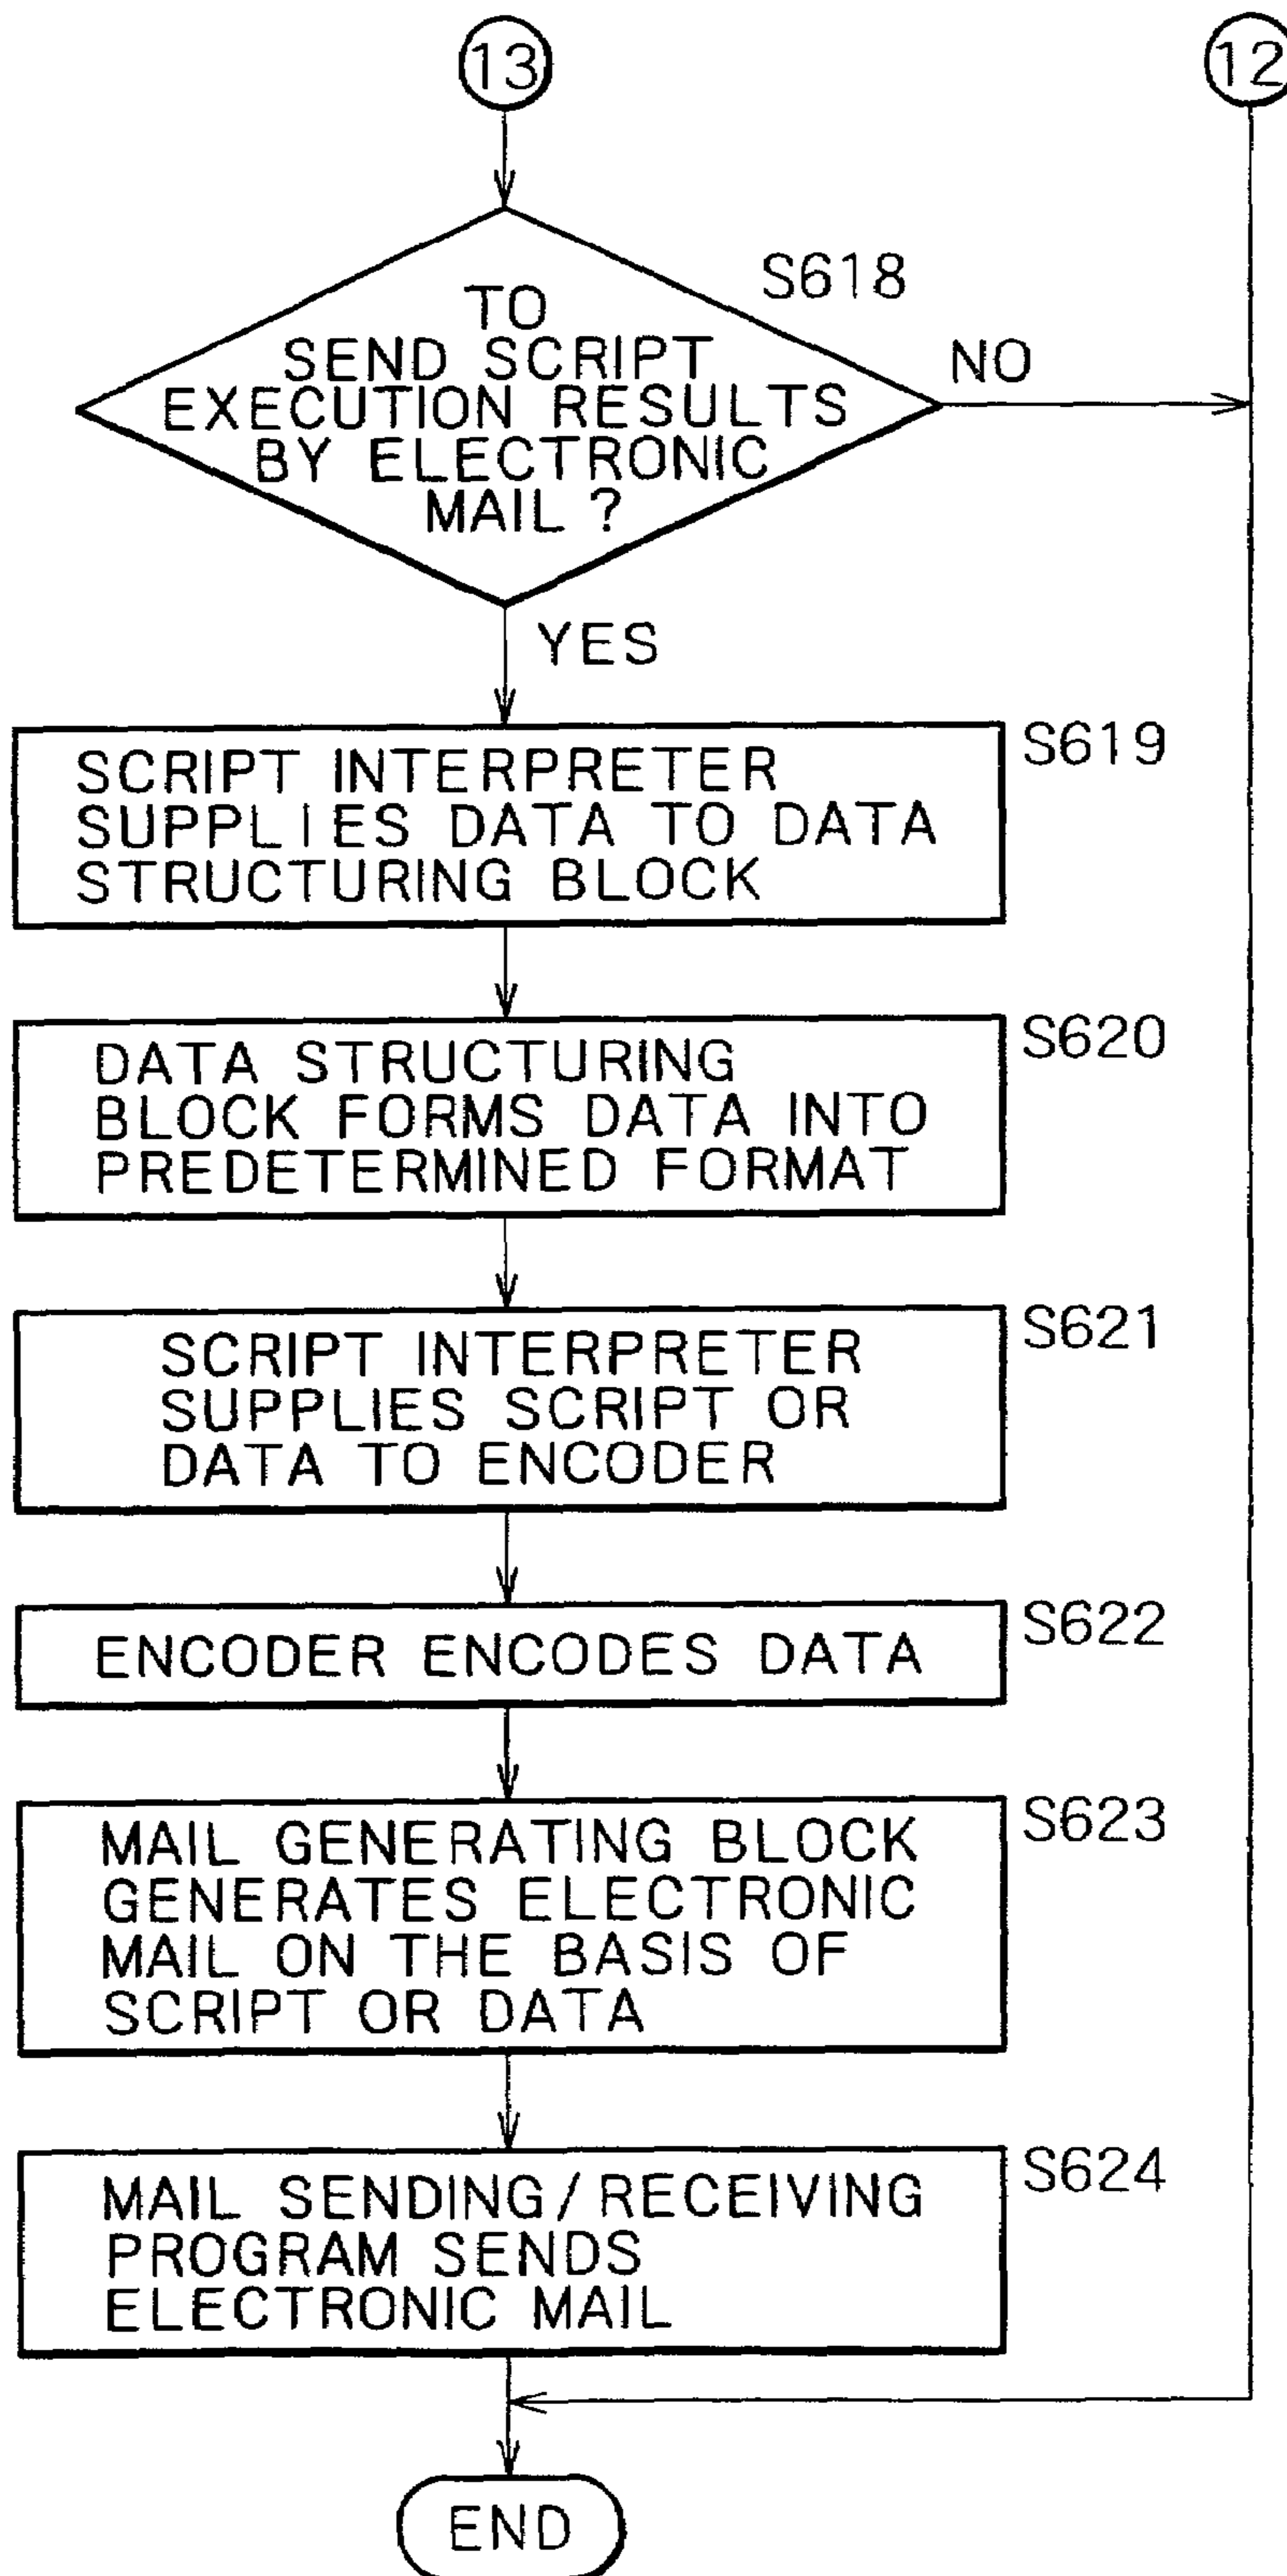 13
12
S618
TO
SEND SCRIPT
EXECUTION RESULTS
BY ELECTRONIC
MAIL ?
NO
YES
S619
SCRIPT INTERPRETER
SUPPLIES DATA TO DATA
STRUCTURING BLOCK
S620
DATA STRUCTURING
BLOCK FORMS DATA INTO
PREDETERMINED FORMAT
S621
SCRIPT INTERPRETER
SUPPLIES SCRIPT OR
DATA TO ENCODER
S622
ENCODER ENCODES DATA
S623
MAIL GENERATING BLOCK
GENERATES ELECTRONIC
MAIL ON THE BASIS OF
SCRIPT OR DATA
S624
MAIL SENDING/RECEIVING
PROGRAM SENDS
ELECTRONIC MAIL
END